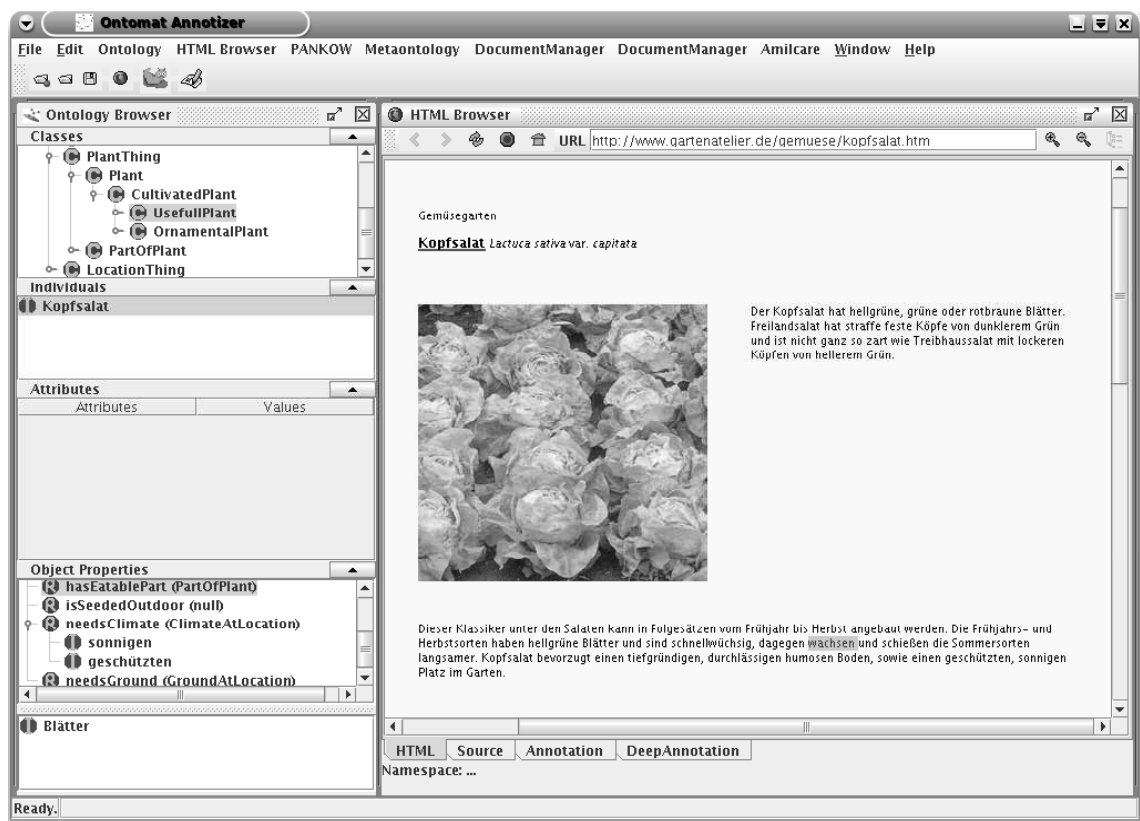 Ontomat Annotizer
File Edit Ontology HTML Browser PANKOW Metaontology DocumentManager DocumentManager Amilcare Window Help
Ontology Browser
Classes
PlantThing
Plant
CultivatedPlant
UsefullPlant
OrnamentalPlant
PartOfPlant
LocationThing
Individuals
Kopfsalat
Attributes
Attributes Values
Object Properties
hasEatablePart (PartOfPlant)
isSeededOutdoor (null)
needsClimate (ClimateAtLocation)
sonnigen
geschützten
needsGround (GroundAtLocation)
Blätter
HTML Browser
URL http://www.gartenatelier.de/gemuese/kopfsalat.htm
Gemüsegarten
Kopfsalat Lactuca sativa var. capitata
Der Kopfsalat hat hellgrüne, grüne oder rotbraune Blätter.
Freilandsalat hat straffe feste Köpfe von dunklerem Grün
und ist nicht ganz so zart wie Treibhaussalat mit lockeren
Köpfen von hellerem Grün.
Dieser Klassiker unter den Salaten kann in Folgesätzen vom Frühjahr bis Herbst angebaut werden. Die Frühjahrs- und
Herbstsorten haben hellgrüne Blätter und sind schnellwüchsig, dagegen wachsen und schießen die Sommersorten
langsamer. Kopfsalat bevorzugt einen tiefgründigen, durchlässigen humosen Boden, sowie einen geschützten, sonnigen
Platz im Garten.
HTML Source Annotation DeepAnnotation
Namespace: ...
Ready.